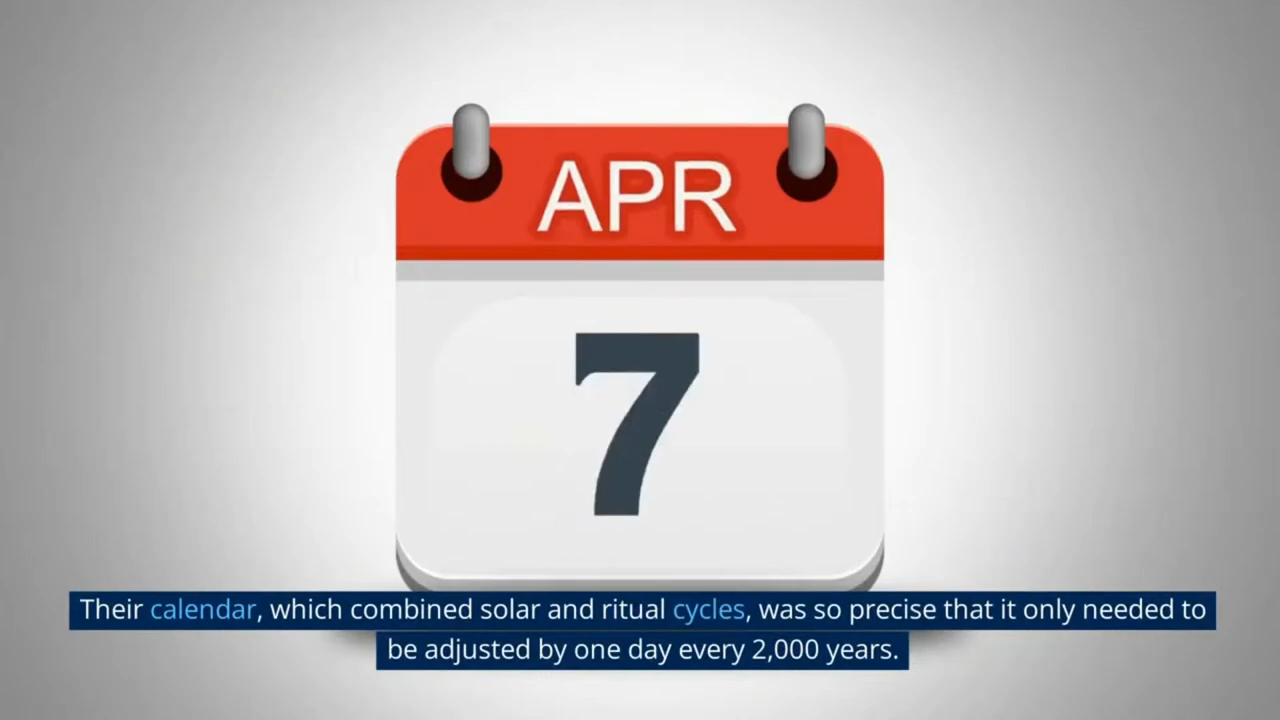 APR
7
Their calendar, which combined solar and ritual cycles, was so precise that it only needed to
be adjusted by one day every 2,000 years.